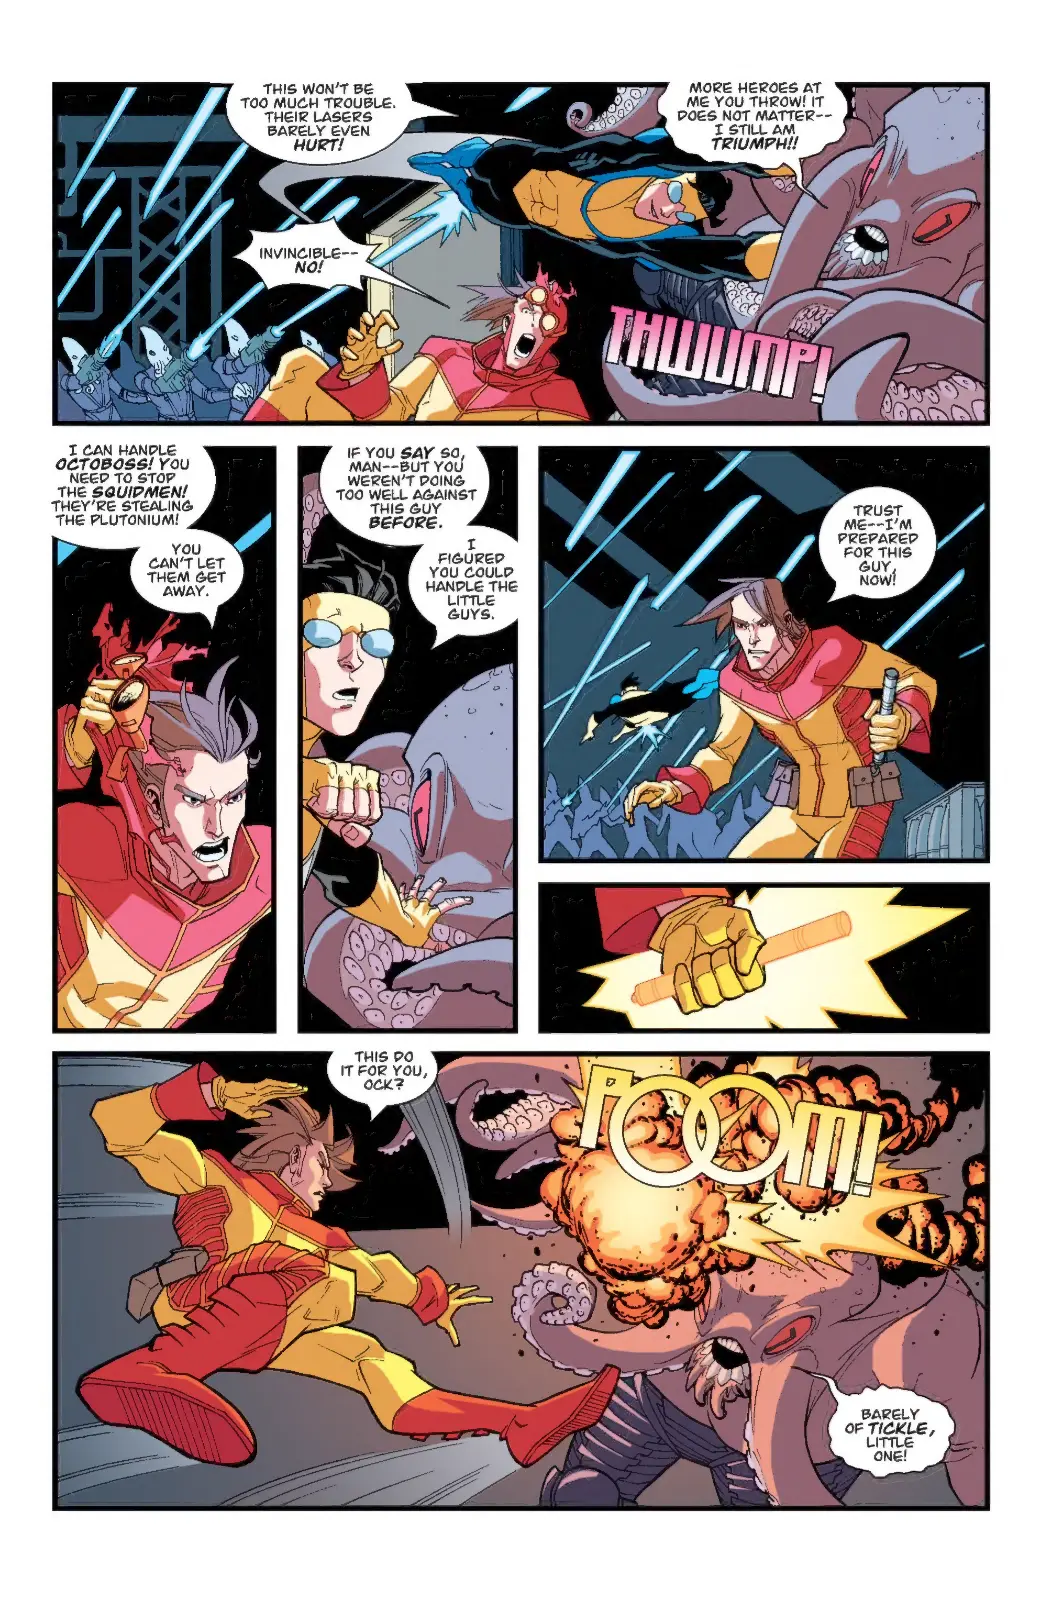 THIS WON'T BE
TOO MUCH TROUBLE.
THEIR LASERS
BARELY EVEN
HURT!
MORE HEROES AT
ME YOU THROW! IT
DOES NOT MATTER--
I STILL AM
TRIUMPH!!
INVINCIBLE--
NO!
THWUMP!
I CAN HANDLE
OCTOBOSS! YOU
NEED TO STOP
THE SQUIDMEN!
THEY'RE STEALING
THE PLUTONIUM!
YOU
CAN'T LET
THEM GET
AWAY.
IF YOU SAY SO,
MAN--BUT YOU
WEREN'T DOING
TOO WELL AGAINST
THIS GUY
BEFORE.
I
FIGURED
YOU COULD
HANDLE THE
LITTLE
GUYS.
TRUST
ME--I'M
PREPARED
FOR THIS
GUY,
NOW!
THIS DO
IT FOR YOU,
OCK?
POOOM!
BARELY
OF TICKLE,
LITTLE
ONE!